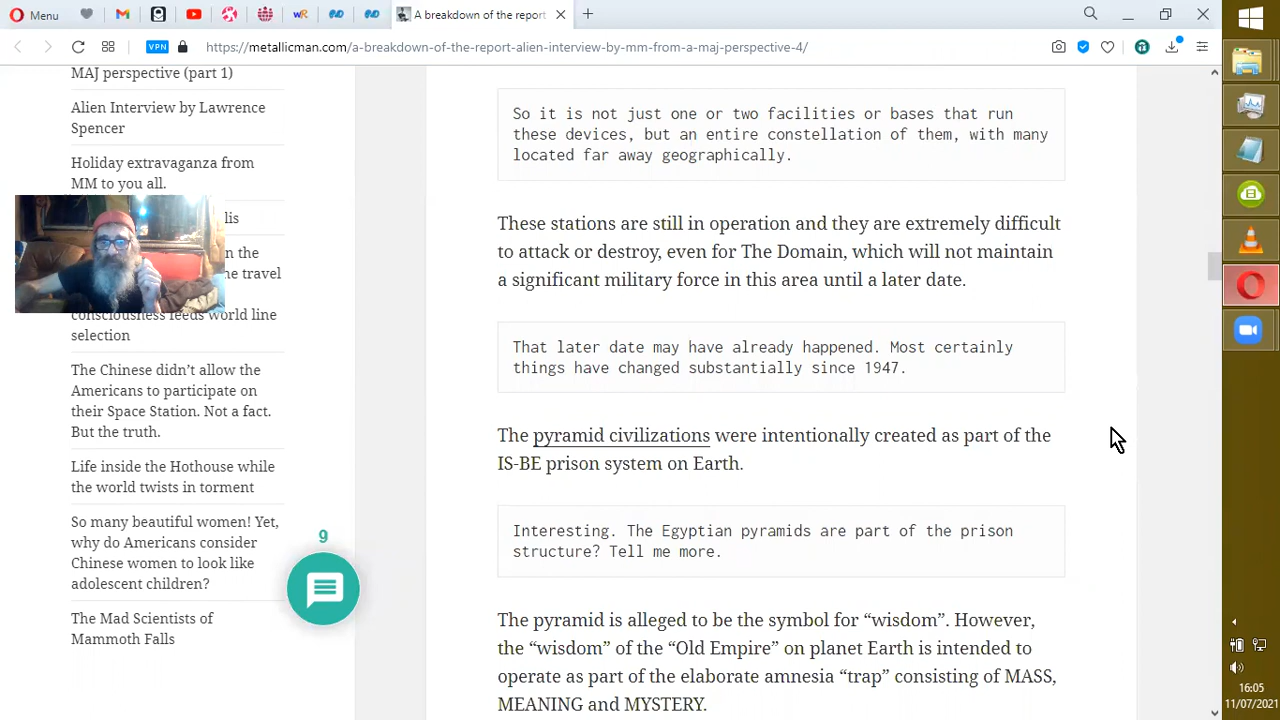 Menu
A breakdown of the report
VPN
https://metallicman.com/a-breakdown-of-the-report-alien-interview-by-mm-from-a-maj-perspective-4/
MAJ perspective (part 1)
Alien Interview by Lawrence
Spencer
Holiday extravaganza from
MM to you all.
lis
n the
ne travel
consciousness feeds world line
selection
The Chinese didn’t allow the
Americans to participate on
their Space Station. Not a fact.
But the truth.
Life inside the Hothouse while
the world twists in torment
So many beautiful women! Yet,
why do Americans consider
Chinese women to look like
adolescent children?
The Mad Scientists of
Mammoth Falls
9
So it is not just one or two facilities or bases that run
these devices, but an entire constellation of them, with many
located far away geographically.
These stations are still in operation and they are extremely difficult
to attack or destroy, even for The Domain, which will not maintain
a significant military force in this area until a later date.
That later date may have already happened. Most certainly
things have changed substantially since 1947.
The pyramid civilizations were intentionally created as part of the
IS-BE prison system on Earth.
Interesting. The Egyptian pyramids are part of the prison
structure? Tell me more.
The pyramid is alleged to be the symbol for “wisdom”. However,
the “wisdom” of the “Old Empire” on planet Earth is intended to
operate as part of the elaborate amnesia “trap” consisting of MASS,
MEANING and MYSTERY.
16:05
11/07/2021